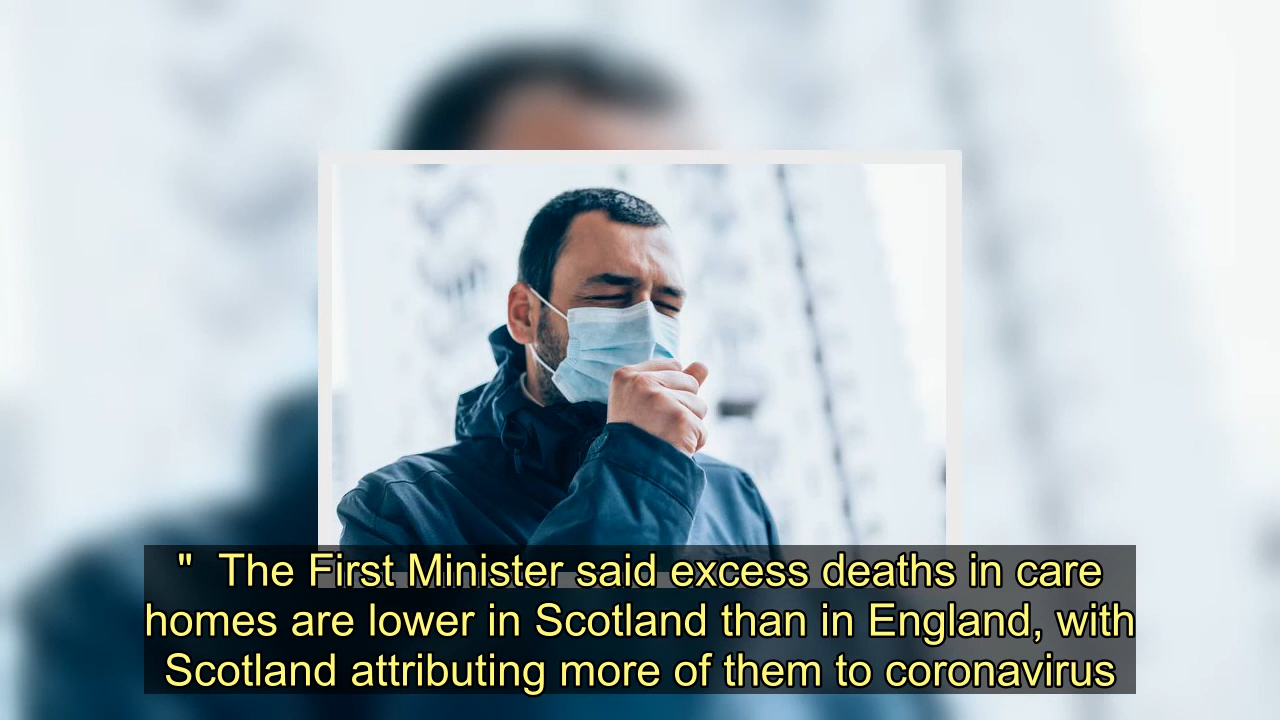 "  The First Minister said excess deaths in care
homes are lower in Scotland than in England, with
Scotland attributing more of them to coronavirus